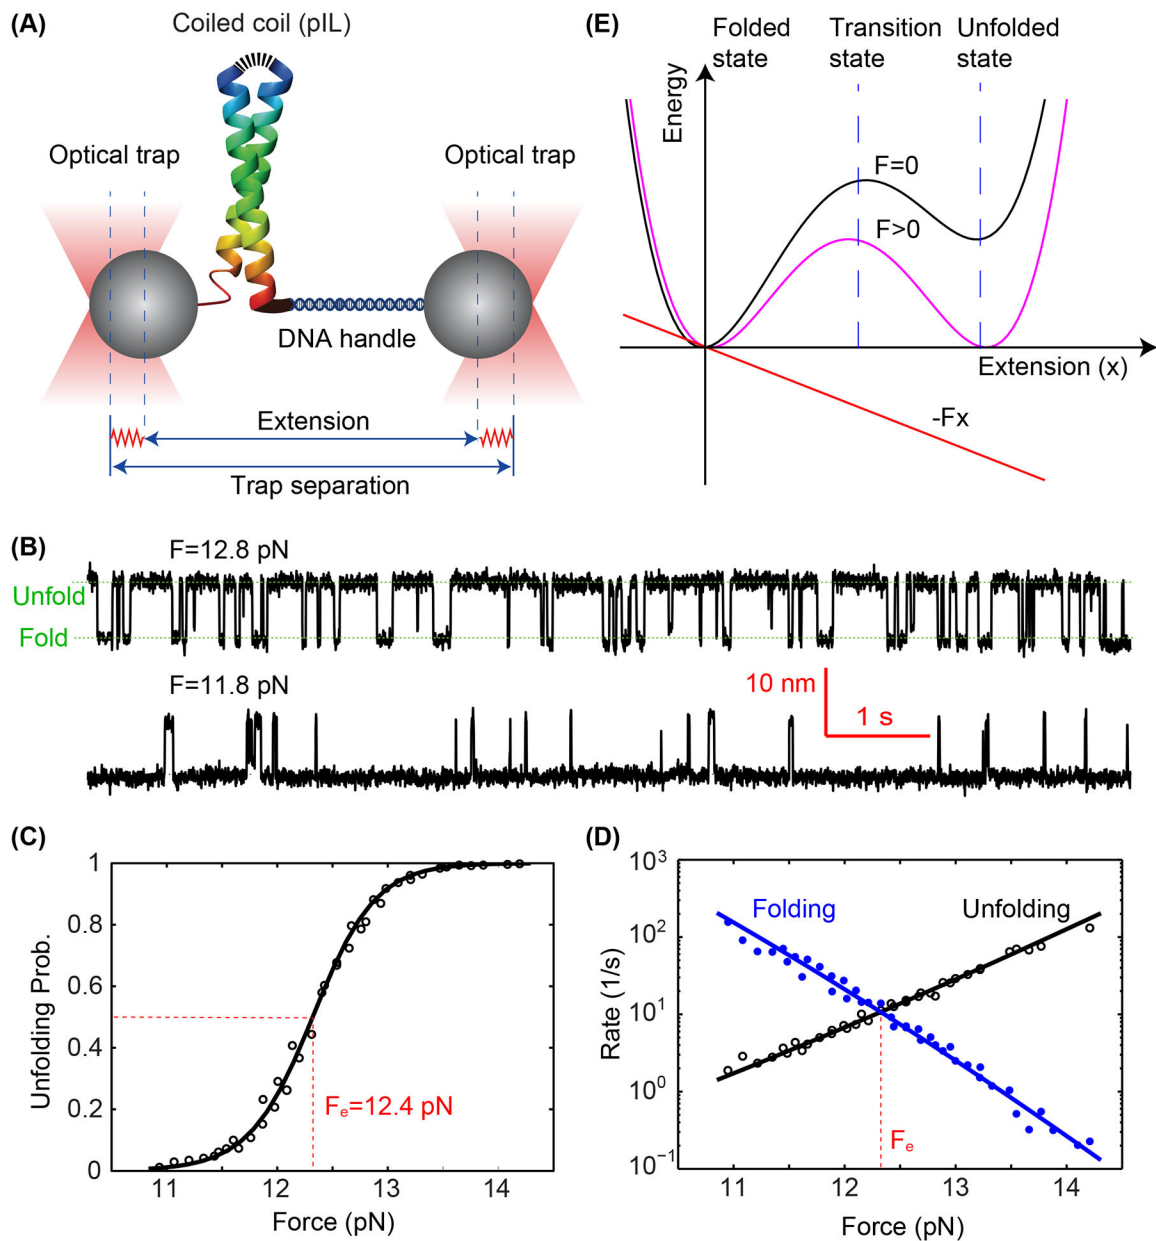 (A)
Coiled coil (pIL)
Optical trap
Optical trap
DNA handle
Extension
Trap separation
(E)
Folded
state
Transition
state
Unfolded
state
Energy
F=0
F>0
Extension (x)
-Fx
(B)
F=12.8 pN
Unfold
Fold
F=11.8 pN
10 nm
1 s
(C)
Unfolding Prob.
1
0.8
0.6
0.4
0.2
0
Fₑ=12.4 pN
11
12
13
14
Force (pN)
(D)
Rate (1/s)
10³
10²
10¹
10⁰
10⁻¹
Folding
Unfolding
Fₑ
11
12
13
14
Force (pN)